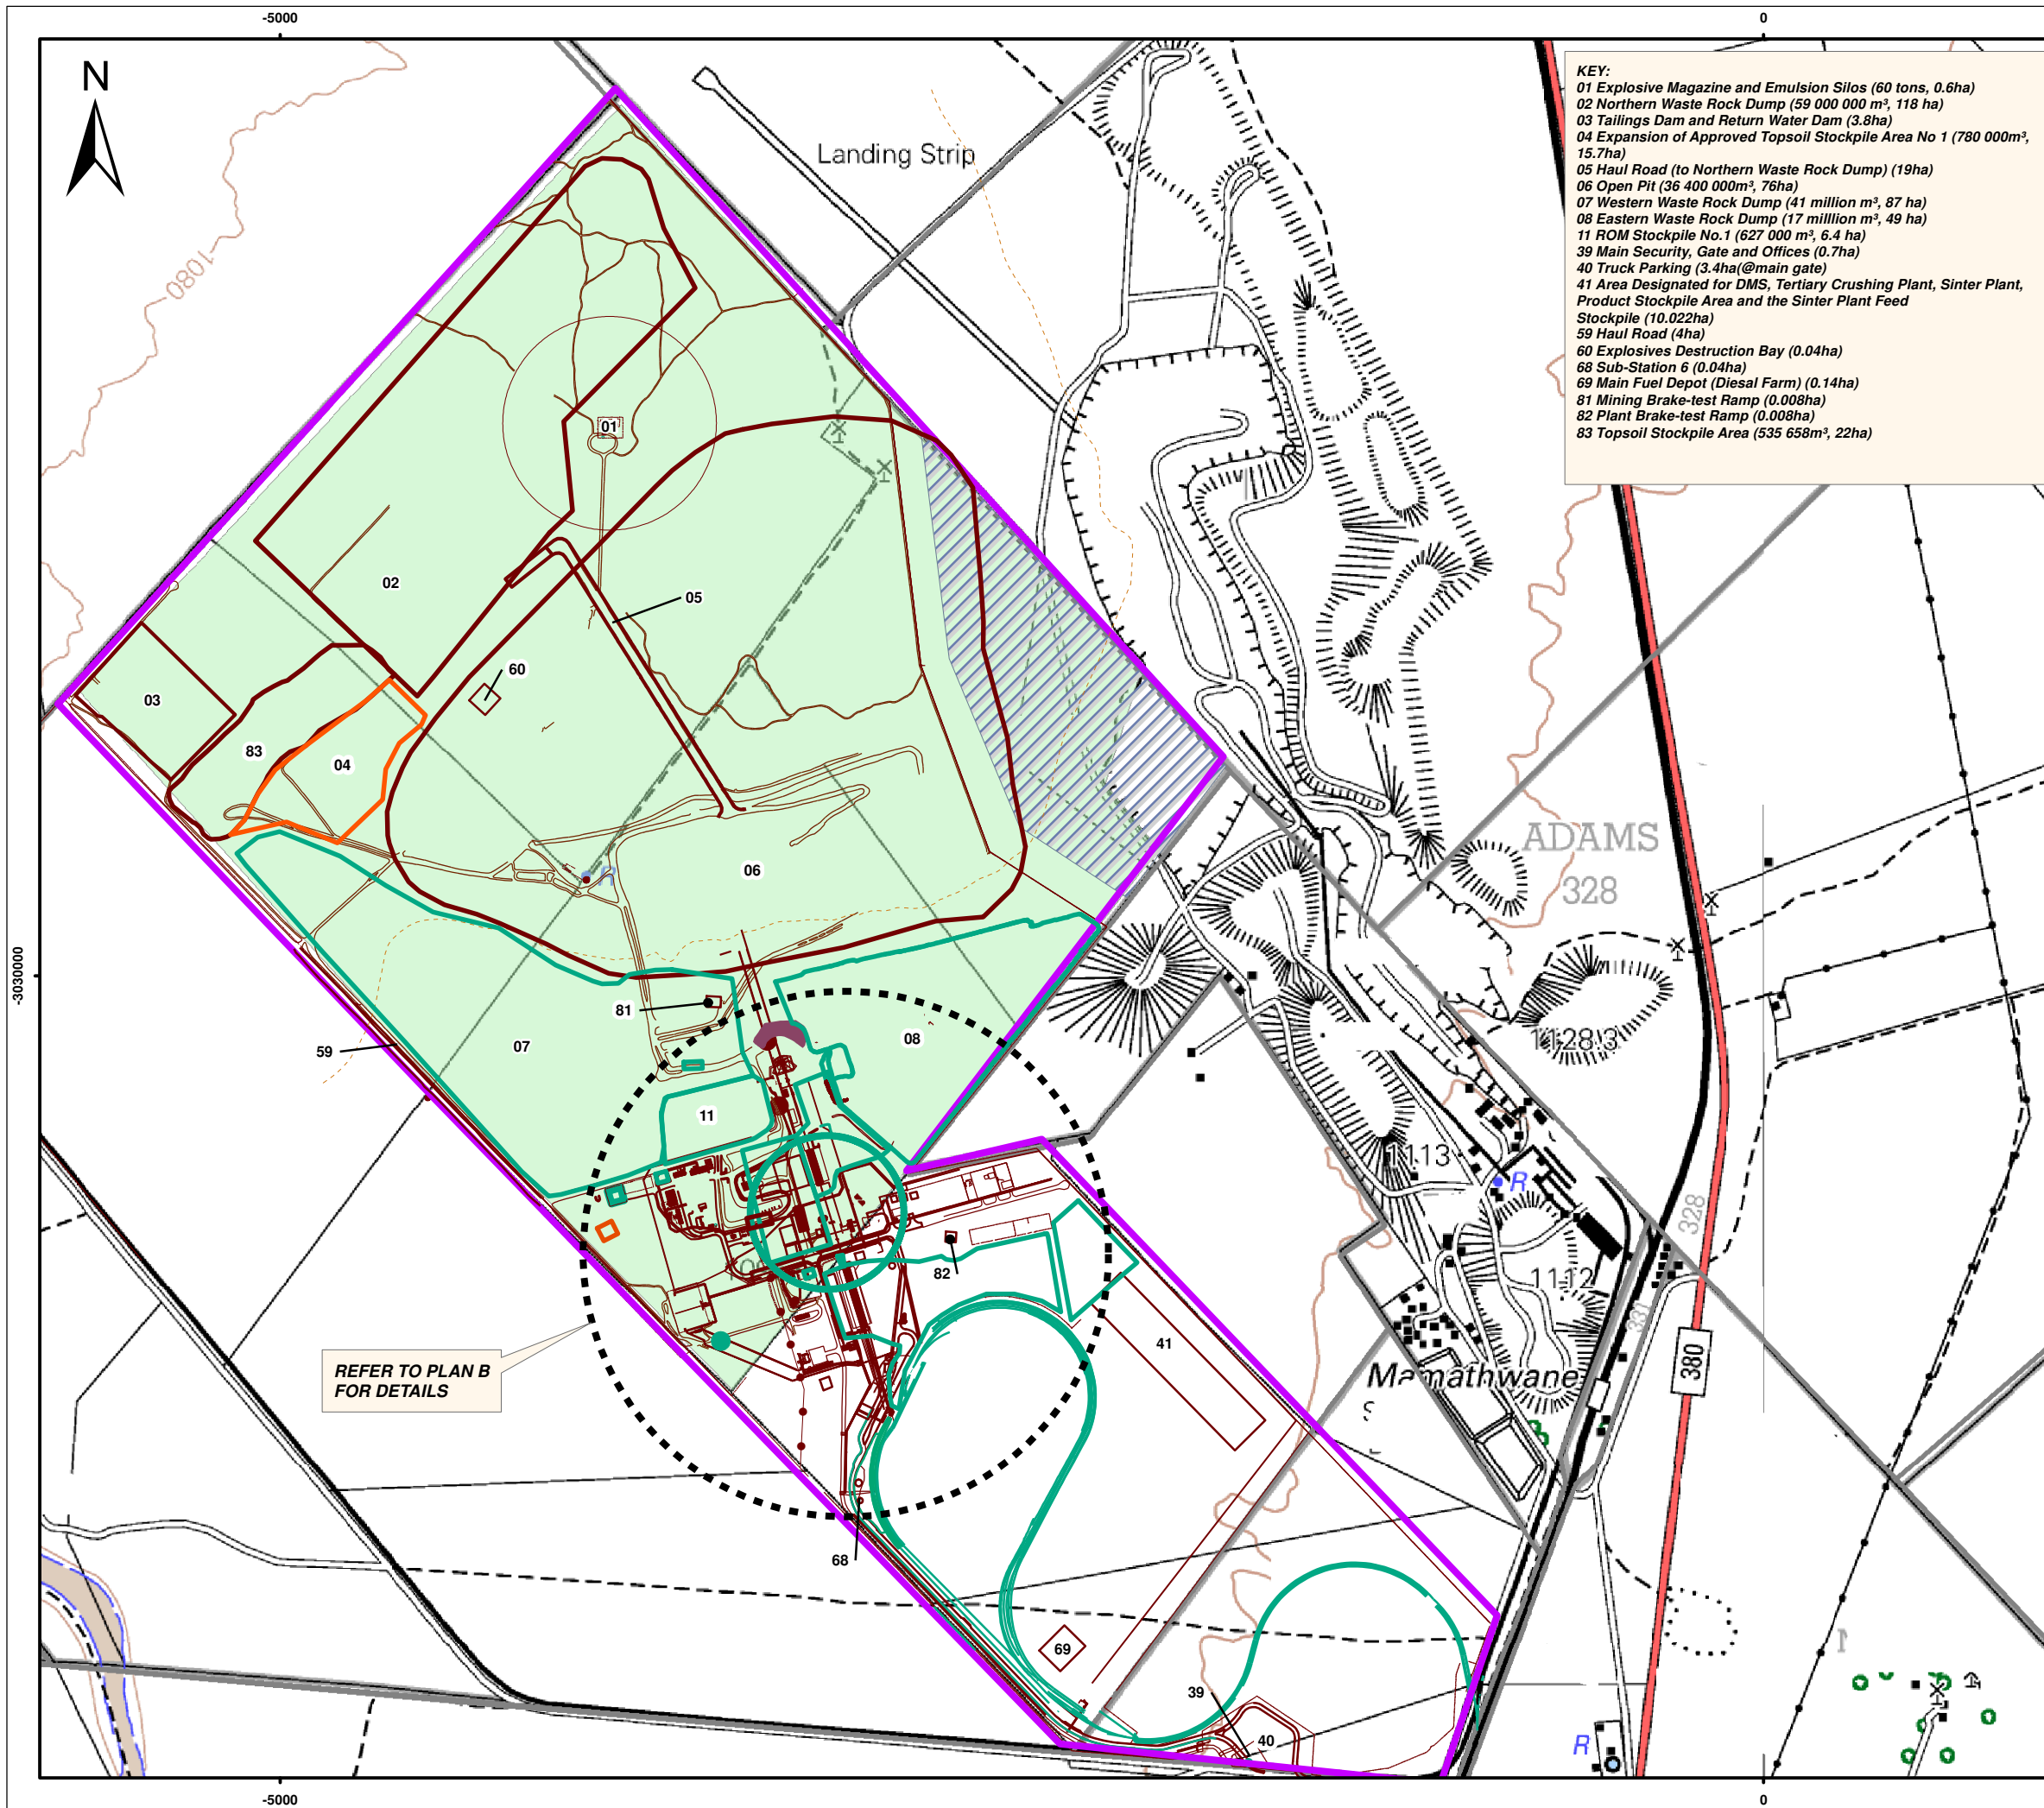 -5000
0
N
KEY:
01 Explosive Magazine and Emulsion Silos (60 tons, 0.6ha)
02 Northern Waste Rock Dump (59 000 000 m³, 118 ha)
03 Tailings Dam and Return Water Dam (3.8ha)
04 Expansion of Approved Topsoil Stockpile Area No 1 (780 000m³,
15.7ha)
05 Haul Road (to Northern Waste Rock Dump) (19ha)
06 Open Pit (36 400 000m³, 76ha)
07 Western Waste Rock Dump (41 million m³, 87 ha)
08 Eastern Waste Rock Dump (17 milllion m³, 49 ha)
11 ROM Stockpile No.1 (627 000 m³, 6.4 ha)
39 Main Security, Gate and Offices (0.7ha)
40 Truck Parking (3.4ha(@main gate)
41 Area Designated for DMS, Tertiary Crushing Plant, Sinter Plant,
Product Stockpile Area and the Sinter Plant Feed
Stockpile (10.022ha)
59 Haul Road (4ha)
60 Explosives Destruction Bay (0.04ha)
68 Sub-Station 6 (0.04ha)
69 Main Fuel Depot (Diesal Farm) (0.14ha)
81 Mining Brake-test Ramp (0.008ha)
82 Plant Brake-test Ramp (0.008ha)
83 Topsoil Stockpile Area (535 658m³, 22ha)
Landing Strip
1080
01
02
05
60
03
83
04
ADAMS
328
06
R
-3030000
81
08
1128.3
07
59
11
1113
R
328
82
1112
331
41
380
REFER TO PLAN B
FOR DETAILS
Mamathwane
68
69
39
40
R
-5000
0